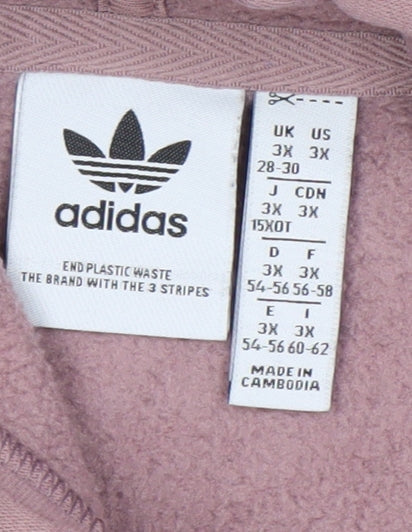 adidas
END PLASTIC WASTE
THE BRAND WITH THE 3 STRIPES
UK US
3X 3X
28-30
J CDN
3X 3X
15XOT
D F
3X 3X
54-56 56-58
E I
3X 3X
54-56 60-62
MADE IN
CAMBODIA